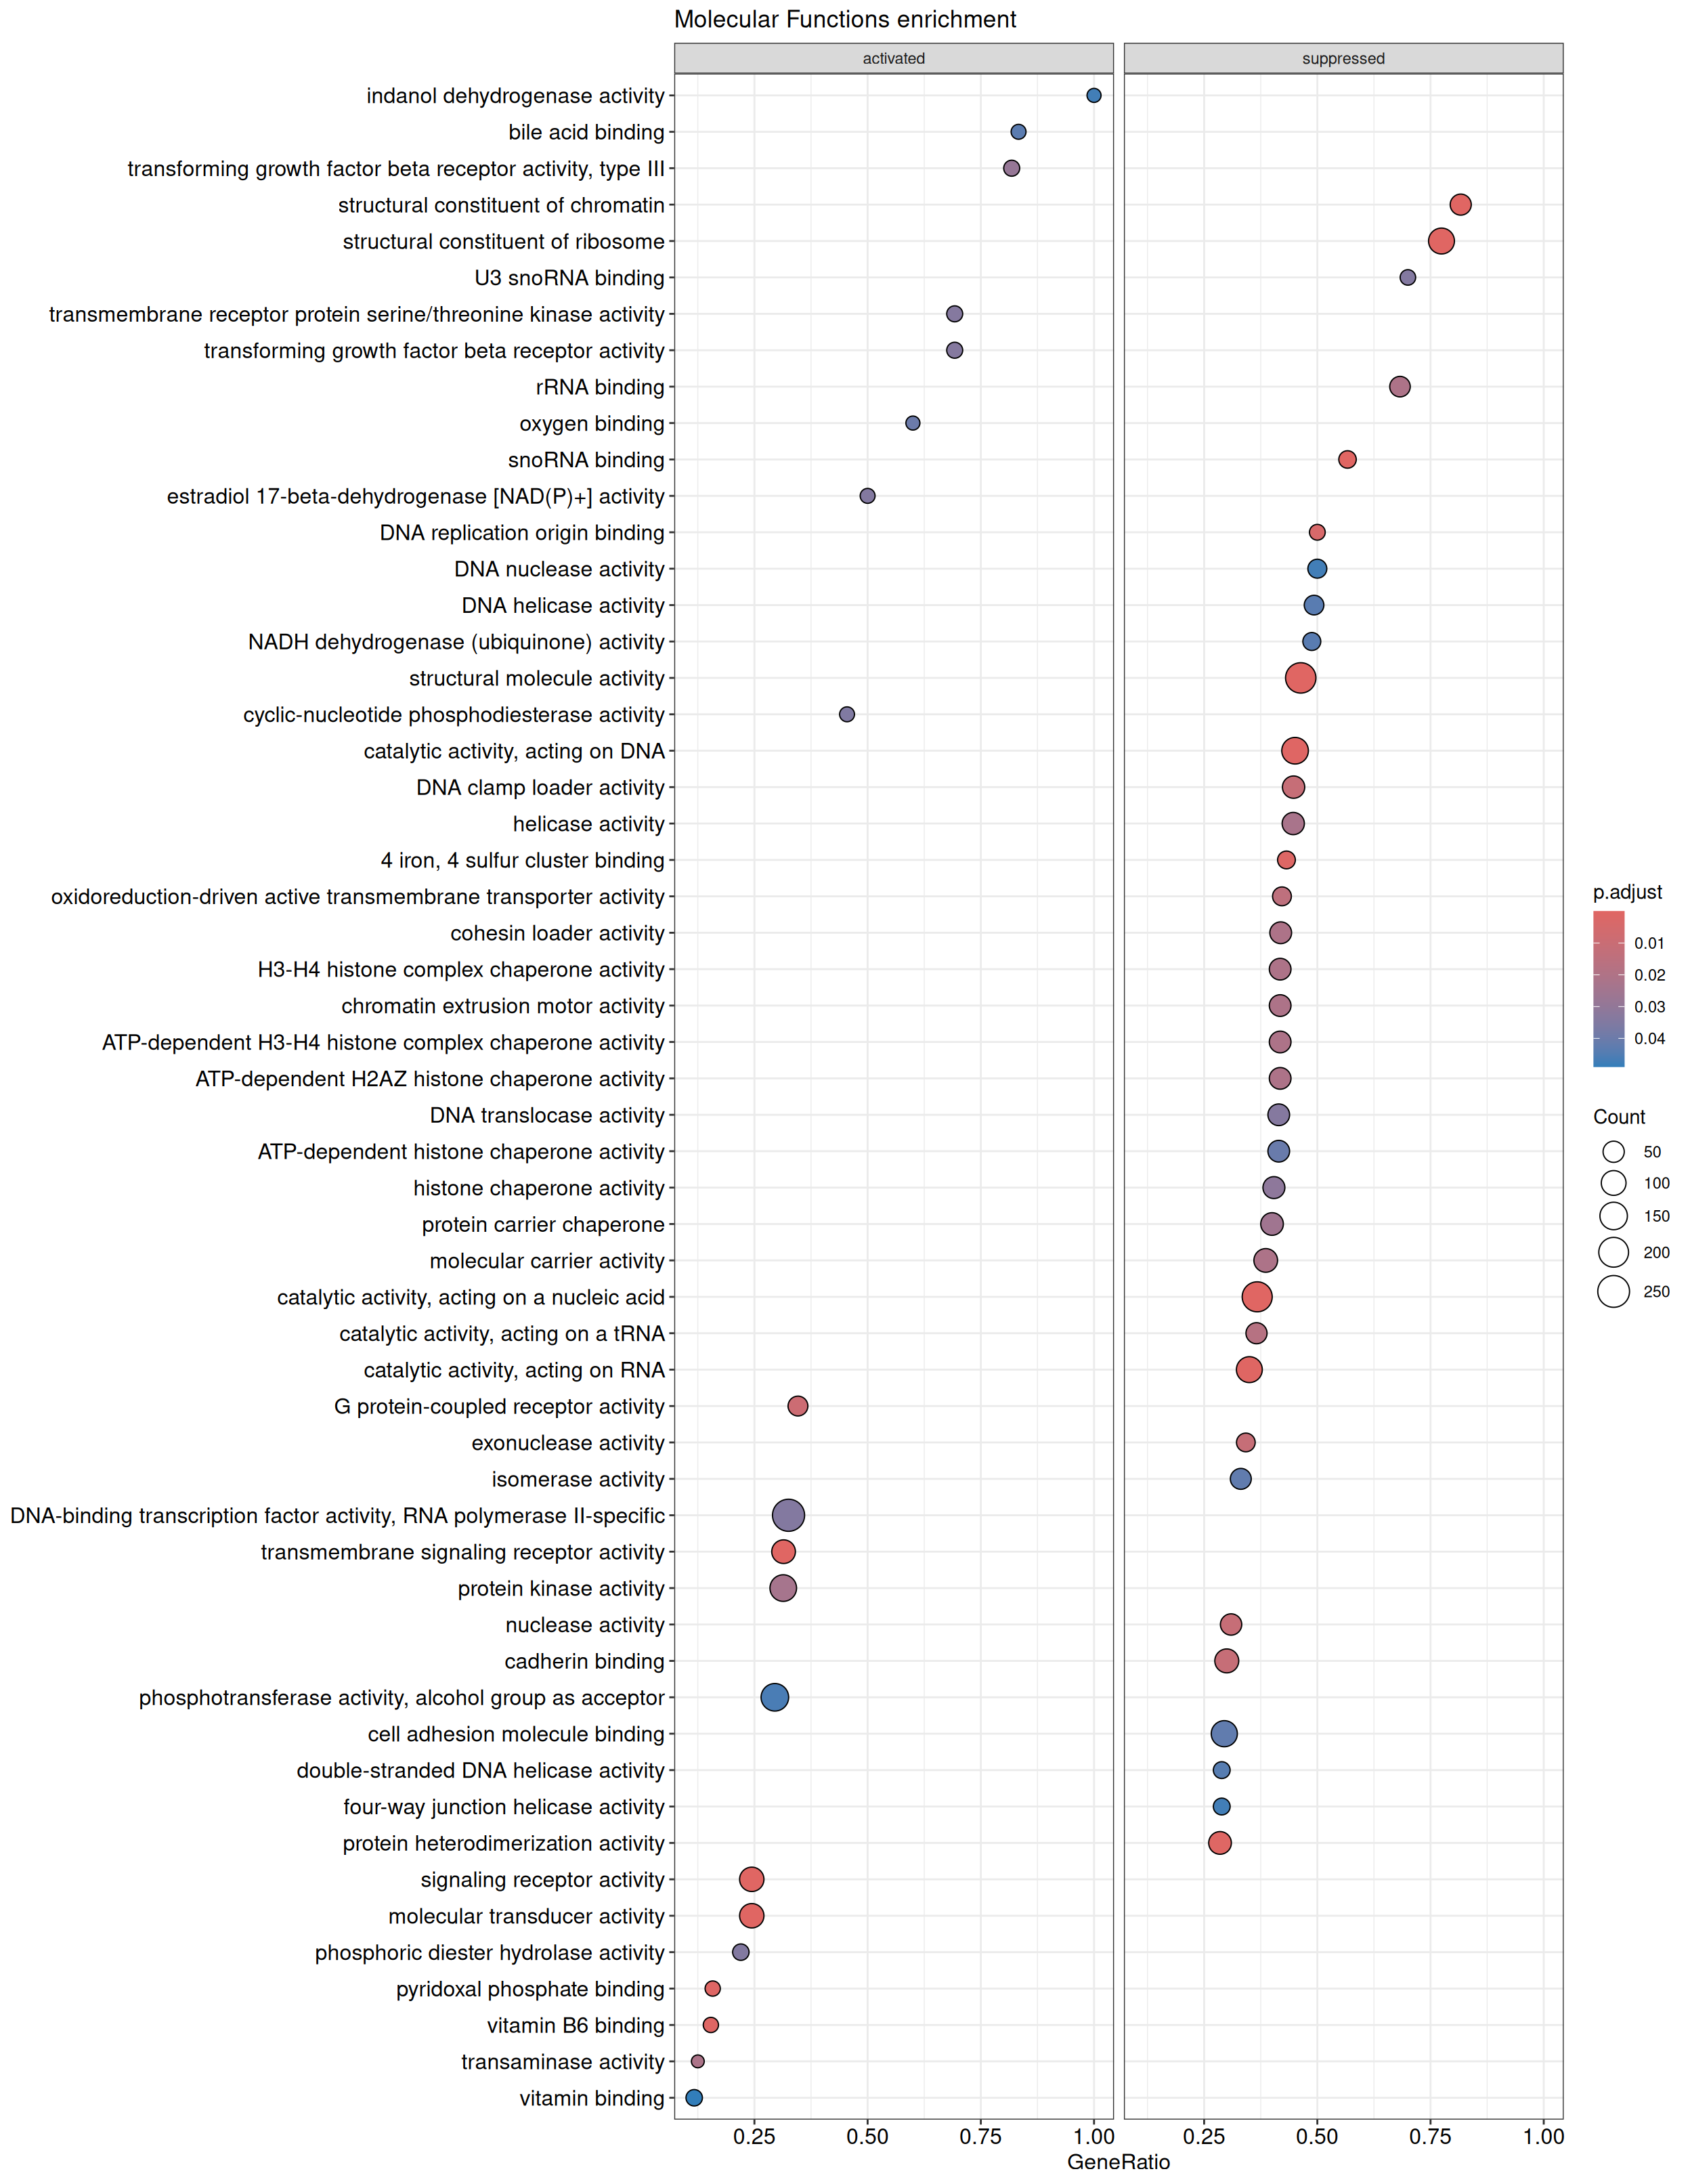 Molecular Functions enrichment
activated
suppressed
indanol dehydrogenase activity
bile acid binding
transforming growth factor beta receptor activity, type III
structural constituent of chromatin
structural constituent of ribosome
U3 snoRNA binding
transmembrane receptor protein serine/threonine kinase activity
transforming growth factor beta receptor activity
rRNA binding
oxygen binding
snoRNA binding
estradiol 17-beta-dehydrogenase [NAD(P)+] activity
DNA replication origin binding
DNA nuclease activity
DNA helicase activity
NADH dehydrogenase (ubiquinone) activity
structural molecule activity
cyclic-nucleotide phosphodiesterase activity
catalytic activity, acting on DNA
DNA clamp loader activity
helicase activity
4 iron, 4 sulfur cluster binding
oxidoreduction-driven active transmembrane transporter activity
cohesin loader activity
H3-H4 histone complex chaperone activity
chromatin extrusion motor activity
ATP-dependent H3-H4 histone complex chaperone activity
ATP-dependent H2AZ histone chaperone activity
DNA translocase activity
ATP-dependent histone chaperone activity
histone chaperone activity
protein carrier chaperone
molecular carrier activity
catalytic activity, acting on a nucleic acid
catalytic activity, acting on a tRNA
catalytic activity, acting on RNA
G protein-coupled receptor activity
exonuclease activity
isomerase activity
DNA-binding transcription factor activity, RNA polymerase II-specific
transmembrane signaling receptor activity
protein kinase activity
nuclease activity
cadherin binding
phosphotransferase activity, alcohol group as acceptor
cell adhesion molecule binding
double-stranded DNA helicase activity
four-way junction helicase activity
protein heterodimerization activity
signaling receptor activity
molecular transducer activity
phosphoric diester hydrolase activity
pyridoxal phosphate binding
vitamin B6 binding
transaminase activity
vitamin binding
0.25 0.50 0.75 1.00
0.25 0.50 0.75 1.00
GeneRatio
p.adjust
0.01
0.02
0.03
0.04
Count
50
100
150
200
250